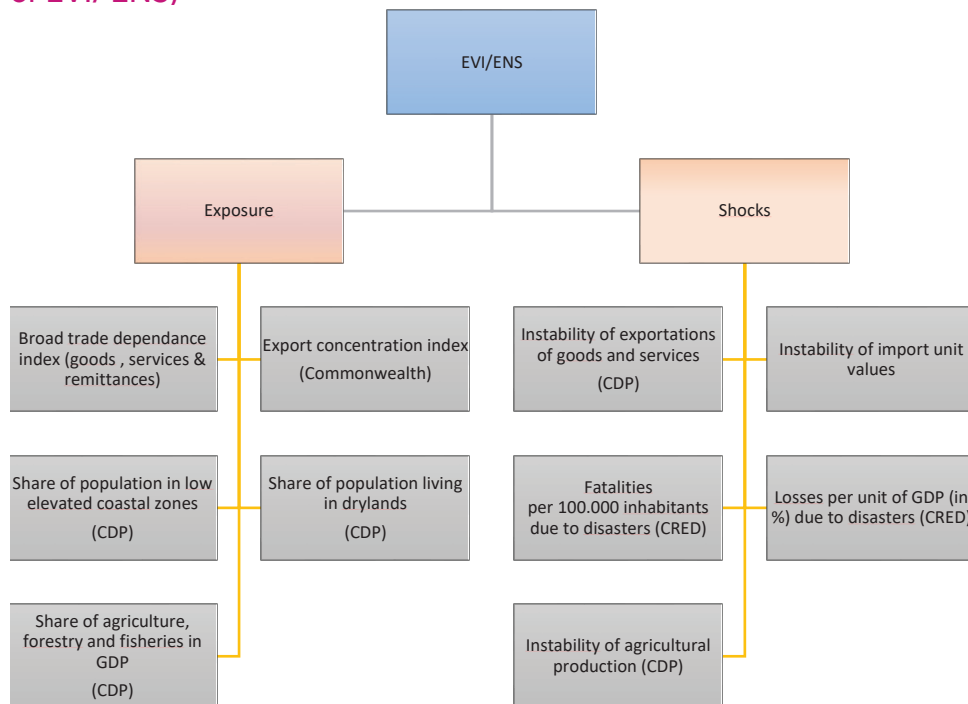 of EVI/ ENS)
EVI/ENS
Exposure
Shocks
Broad trade dependance
index (goods , services &
remittances)
Export concentration index
(Commonwealth)
Instability of exportations
of goods and services
(CDP)
Instability of import unit
values
Share of population in low
elevated coastal zones
(CDP)
Share of population living
in drylands
(CDP)
Fatalities
per 100.000 inhabitants
due to disasters (CRED)
Losses per unit of GDP (in
%) due to disasters (CRED)
Share of agriculture,
forestry and fisheries in
GDP
(CDP)
Instability of agricultural
production (CDP)